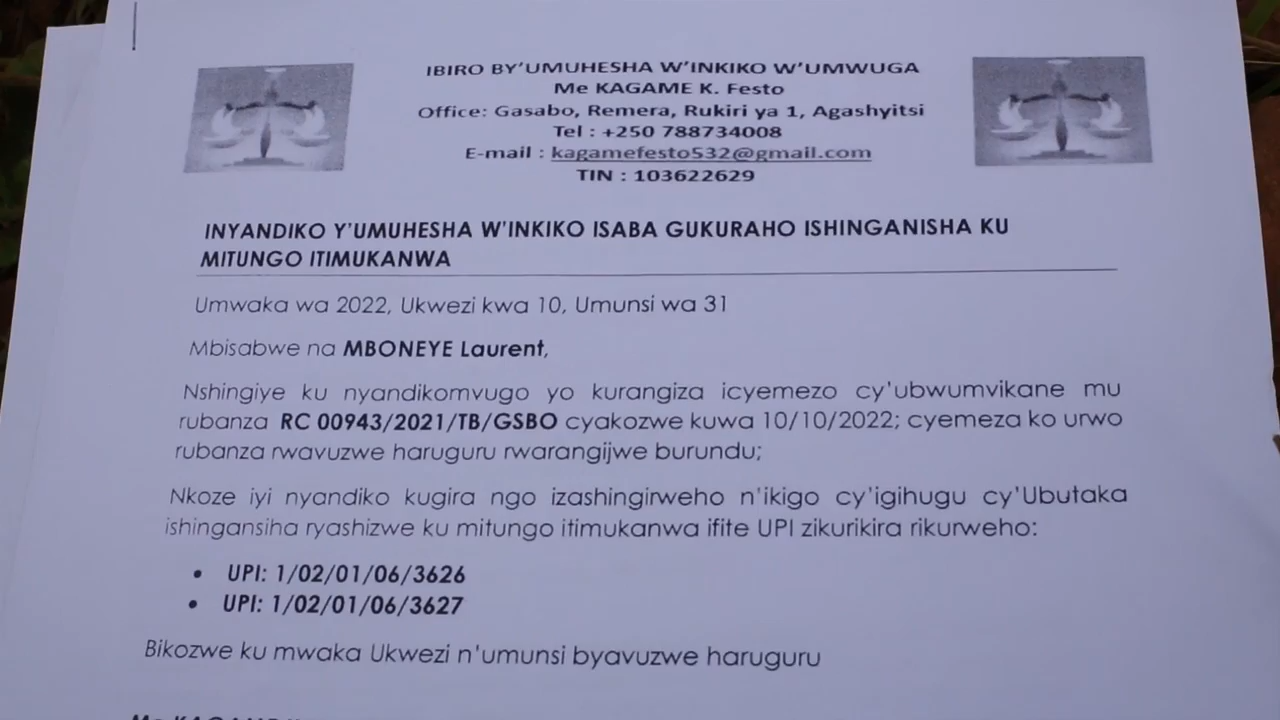 IBIRO BY'UMUHESHA W'INKIKO W'UMWUGA
Me KAGAME K. Festo
Office: Gasabo, Remera, Rukiri ya 1, Agashyitsi
Tel : +250 788734008
E-mail : kagamefesto532@gmail.com
TIN : 103622629
INYANDIKO Y'UMUHESHA W'INKIKO ISABA GUKURAHO ISHINGANISHA KU
MITUNGO ITIMUKANWA
Umwaka wa 2022, Ukwezi kwa 10, Umunsi wa 31
Mbisabwe na MBONEYE Laurent,
Nshingiye ku nyandikomvugo yo kurangiza icyemezo cy'ubwumvikane mu
rubanza RC 00943/2021/TB/GSBO cyakozwe kuwa 10/10/2022; cyemeza ko urwo
rubanza rwavuzwe haruguru rwarangijwe burundu;
Nkoze iyi nyandiko kugira ngo izashingirweho n'ikigo cy'igihugu cy'Ubutaka
ishingansiha ryashizwe ku mitungo itimukanwa ifite UPI zikurikira rikurweho:
• UPI: 1/02/01/06/3626
• UPI: 1/02/01/06/3627
Bikozwe ku mwaka Ukwezi n'umunsi byavuzwe haruguru